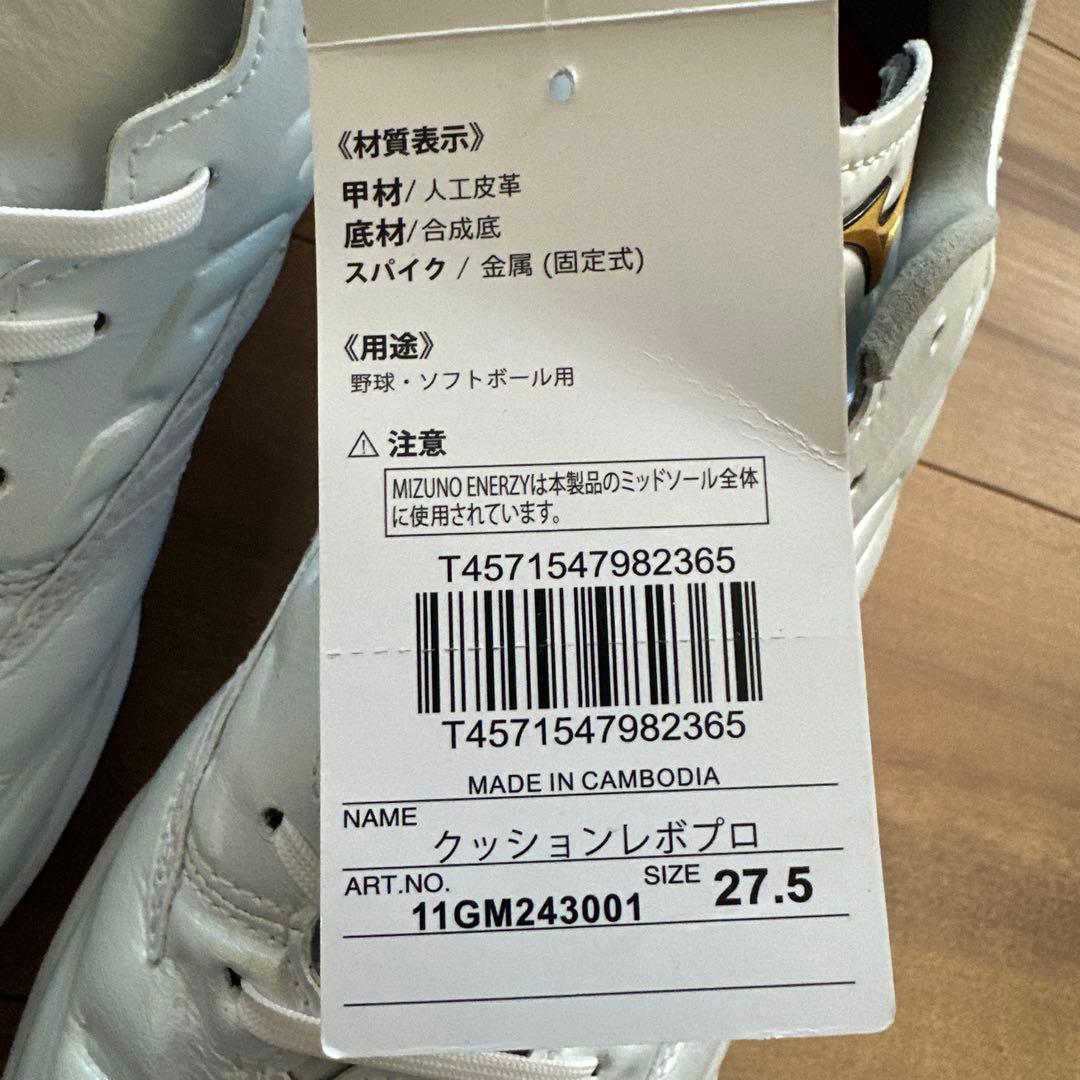 《材質表示》
甲材/人工皮革
底材/合成底
スパイク / 金属 (固定式)
《用途》
野球・ソフトボール用
⚠ 注意
MIZUNO ENERZYは本製品のミッドソール全体
に使用されています。
T4571547982365
T4571547982365
MADE IN CAMBODIA
NAME
クッションレボプロ
ART.NO.
11GM243001
SIZE 27.5